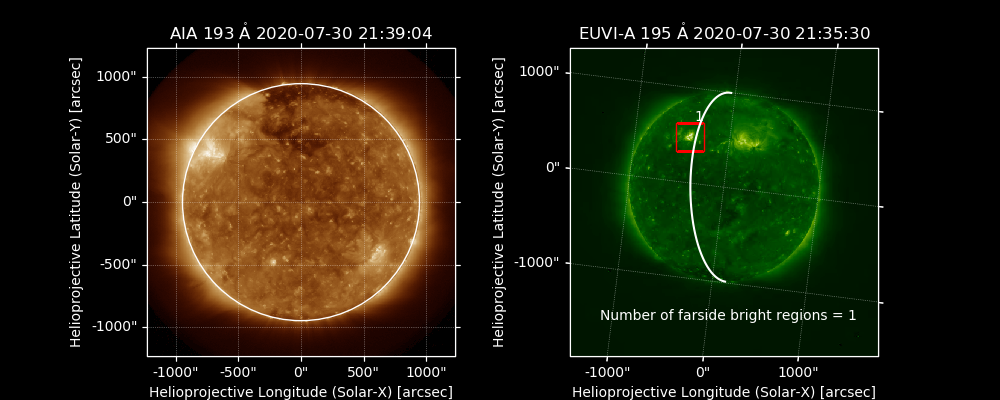 AIA 193 Å 2020-07-30 21:39:04
Helioprojective Latitude (Solar-Y) [arcsec]
1000"
500"
0"
-500"
-1000"
-1000" -500" 0" 500" 1000"
Helioprojective Longitude (Solar-X) [arcsec]
EUVI-A 195 Å 2020-07-30 21:35:30
Helioprojective Latitude (Solar-Y) [arcsec]
1000"
0"
-1000"
1
Number of farside bright regions = 1
-1000" 0" 1000"
Helioprojective Longitude (Solar-X) [arcsec]